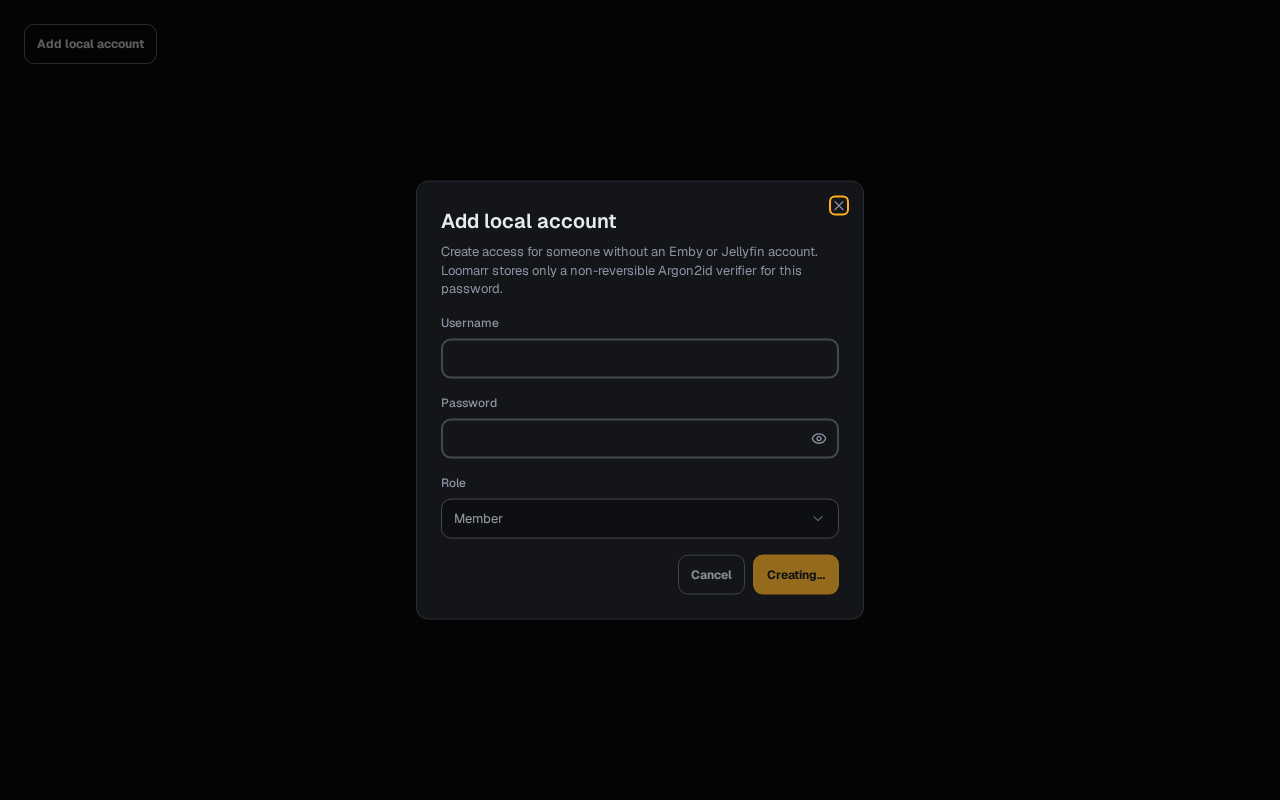 Add local account
Add local account
Create access for someone without an Emby or Jellyfin account.
Loomarr stores only a non-reversible Argon2id verifier for this
password.
Username
Password
Role
Member
Cancel
Creating…